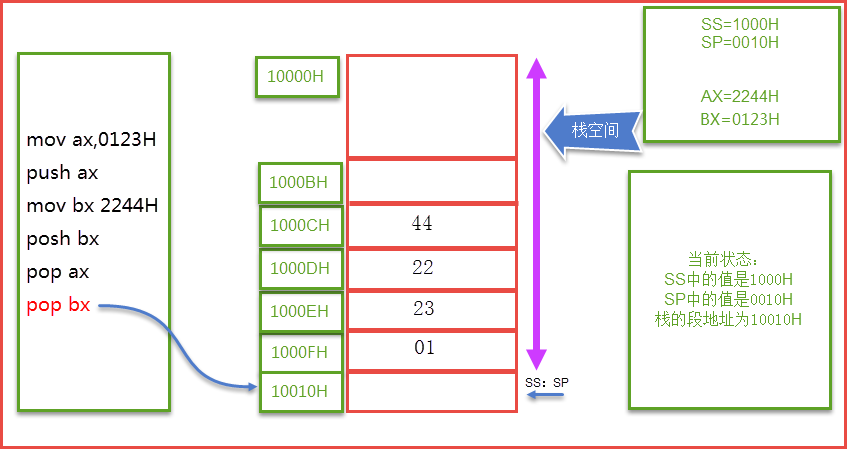 mov ax,0123H
push ax
mov bx 2244H
posh bx
pop ax
pop bx
10000H
1000BH
1000CH
1000DH
1000EH
1000FH
10010H
44
22
23
01
SS：SP
栈空间
SS=1000H
SP=0010H
AX=2244H
BX=0123H
当前状态：
SS中的值是1000H
SP中的值是0010H
栈的段地址为10010H